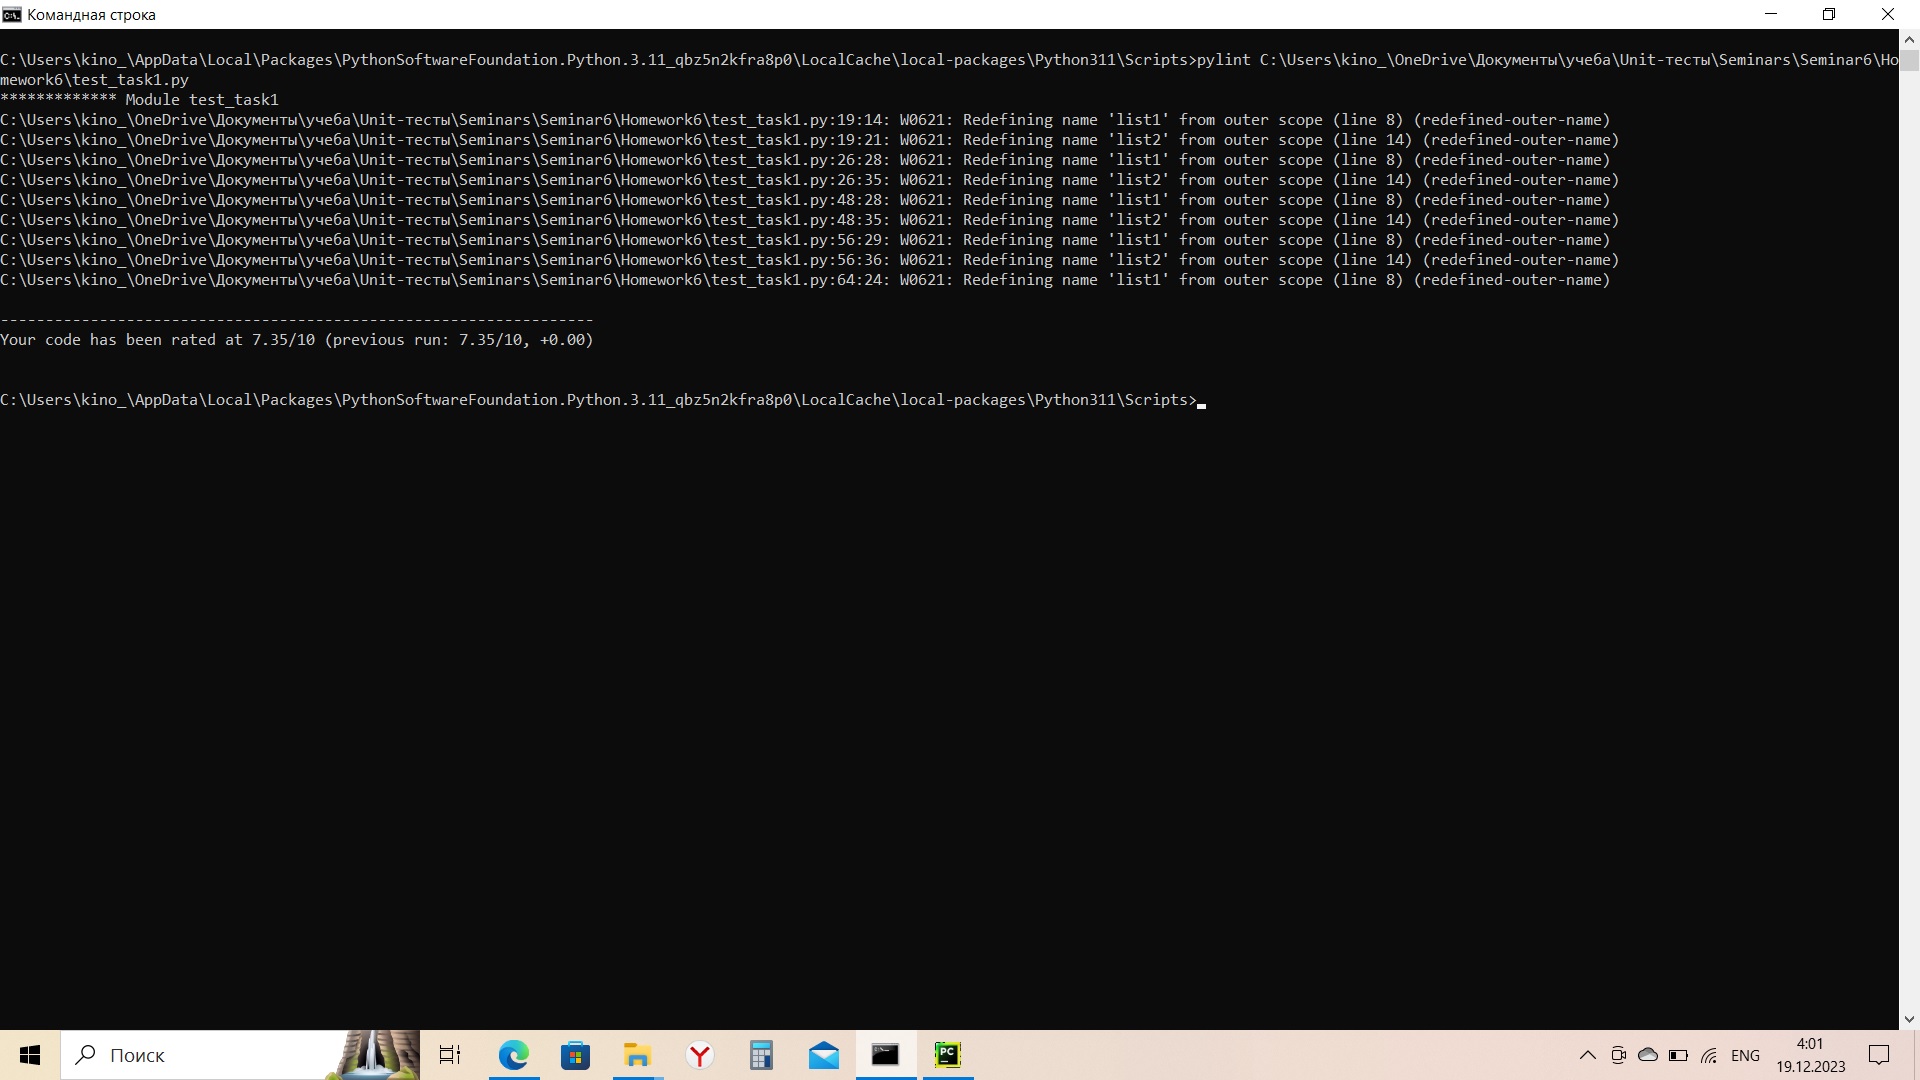 Командная строка
C:\Users\kino_\AppData\Local\Packages\PythonSoftwareFoundation.Python.3.11_qbz5n2kfra8p0\LocalCache\local-packages\Python311\Scripts>pylint C:\Users\kino_\OneDrive\Документы\учеба\Unit-тесты\Seminars\Seminar6\Ho
mework6\test_task1.py
************* Module test_task1
C:\Users\kino_\OneDrive\Документы\учеба\Unit-тесты\Seminars\Seminar6\Homework6\test_task1.py:19:14: W0621: Redefining name 'list1' from outer scope (line 8) (redefined-outer-name)
C:\Users\kino_\OneDrive\Документы\учеба\Unit-тесты\Seminars\Seminar6\Homework6\test_task1.py:19:21: W0621: Redefining name 'list2' from outer scope (line 14) (redefined-outer-name)
C:\Users\kino_\OneDrive\Документы\учеба\Unit-тесты\Seminars\Seminar6\Homework6\test_task1.py:26:28: W0621: Redefining name 'list1' from outer scope (line 8) (redefined-outer-name)
C:\Users\kino_\OneDrive\Документы\учеба\Unit-тесты\Seminars\Seminar6\Homework6\test_task1.py:26:35: W0621: Redefining name 'list2' from outer scope (line 14) (redefined-outer-name)
C:\Users\kino_\OneDrive\Документы\учеба\Unit-тесты\Seminars\Seminar6\Homework6\test_task1.py:48:28: W0621: Redefining name 'list1' from outer scope (line 8) (redefined-outer-name)
C:\Users\kino_\OneDrive\Документы\учеба\Unit-тесты\Seminars\Seminar6\Homework6\test_task1.py:48:35: W0621: Redefining name 'list2' from outer scope (line 14) (redefined-outer-name)
C:\Users\kino_\OneDrive\Документы\учеба\Unit-тесты\Seminars\Seminar6\Homework6\test_task1.py:56:29: W0621: Redefining name 'list1' from outer scope (line 8) (redefined-outer-name)
C:\Users\kino_\OneDrive\Документы\учеба\Unit-тесты\Seminars\Seminar6\Homework6\test_task1.py:56:36: W0621: Redefining name 'list2' from outer scope (line 14) (redefined-outer-name)
C:\Users\kino_\OneDrive\Документы\учеба\Unit-тесты\Seminars\Seminar6\Homework6\test_task1.py:64:24: W0621: Redefining name 'list1' from outer scope (line 8) (redefined-outer-name)
------------------------------------------------------------------
Your code has been rated at 7.35/10 (previous run: 7.35/10, +0.00)
C:\Users\kino_\AppData\Local\Packages\PythonSoftwareFoundation.Python.3.11_qbz5n2kfra8p0\LocalCache\local-packages\Python311\Scripts>
Поиск
PC
ENG
4:01
19.12.2023